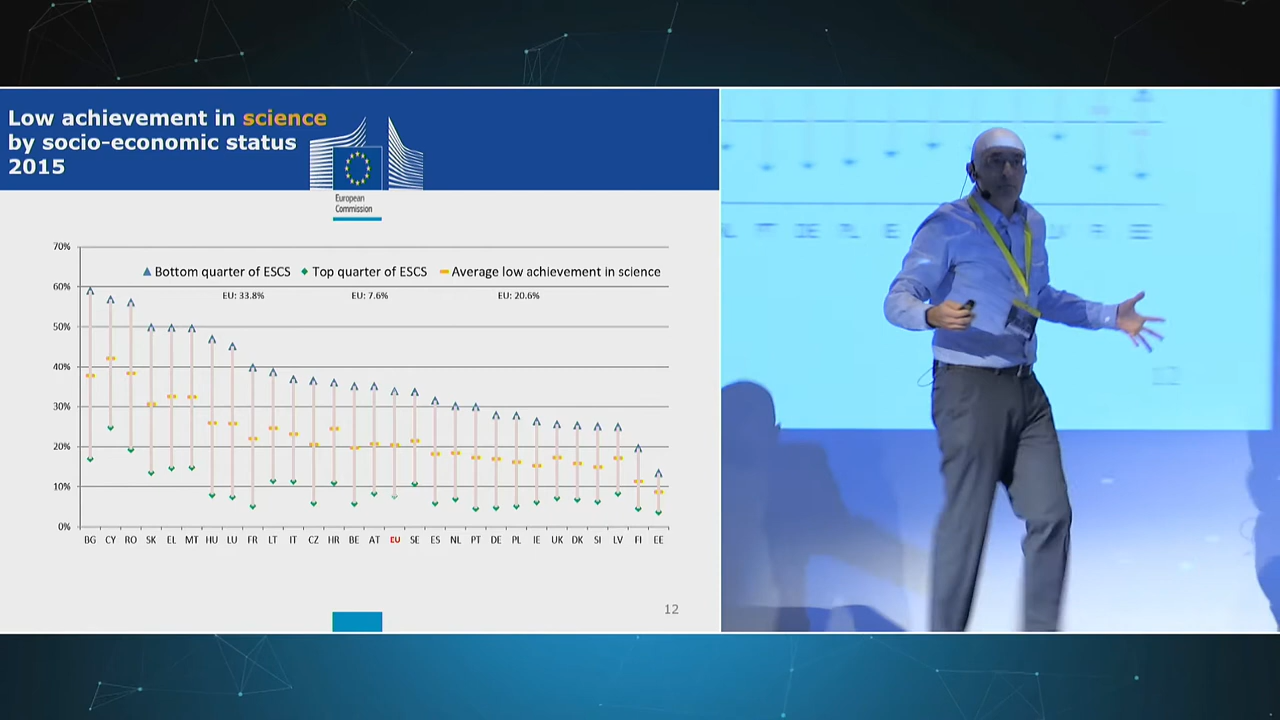 Low achievement in science
by socio-economic status
2015
European
Commission
70%
Bottom quarter of ESCS
Top quarter of ESCS
Average low achievement in science
60%
EU: 33.8%
EU: 7.6%
EU: 20.6%
50%
40%
30%
20%
10%
0%
BG CY RO SK EL MT HU LU FR LT IT CZ HR BE AT EU SE ES NL PT DE PL IE UK DK SI LV FI EE
12